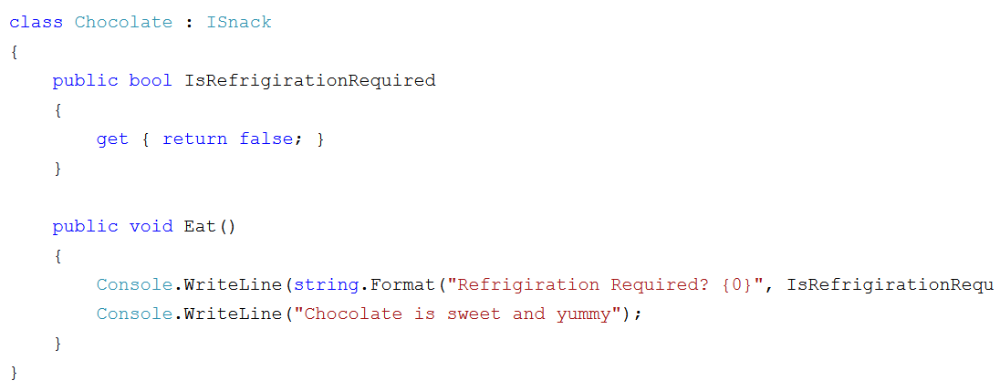 class Chocolate : ISnack
{
    public bool IsRefrigirationRequired
    {
        get { return false; }
    }

    public void Eat()
    {
        Console.WriteLine(string.Format("Refrigiration Required? {0}", IsRefrigirationRequ
        Console.WriteLine("Chocolate is sweet and yummy");
    }
}